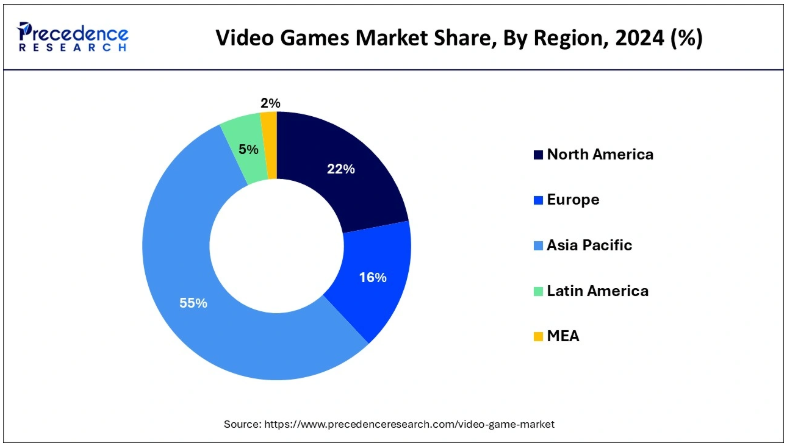 Precedence
RESEARCH
Video Games Market Share, By Region, 2024 (%)
2%
5%
22%
16%
55%
North America
Europe
Asia Pacific
Latin America
MEA
Source: https://www.precedenceresearch.com/video-game-market